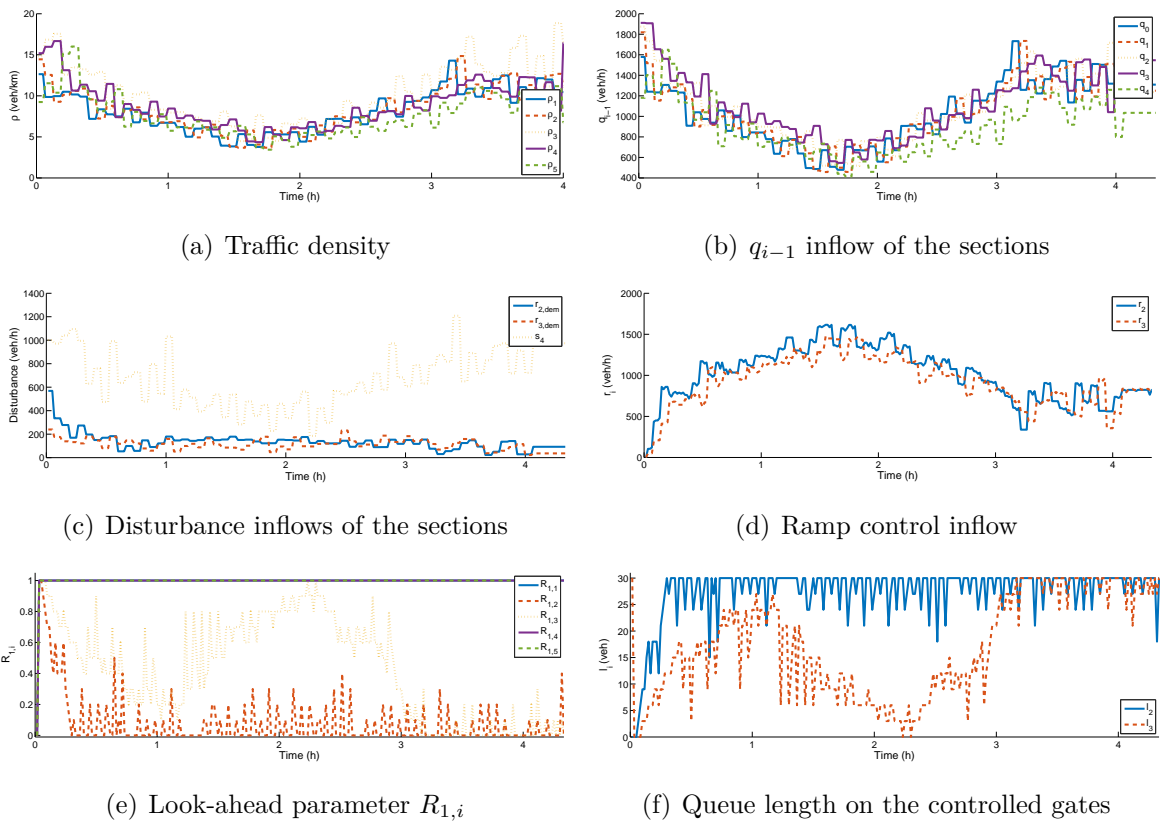 20
15
10
5
0
ρ (veh/km)
0
1
2
3
4
Time (h)
ρ₁
ρ₂
ρ₃
ρ₄
ρ₅
(a) Traffic density
2000
1800
1600
1400
1200
1000
800
600
400
qᵢ₋₁ (veh/h)
0
1
2
3
4
Time (h)
q₀
q₁
q₂
q₃
q₄
(b) qᵢ₋₁ inflow of the sections
1400
1200
1000
800
600
400
200
0
Disturbance (veh/h)
0
1
2
3
4
Time (h)
r₂,dem
r₃,dem
s₄
(c) Disturbance inflows of the sections
2000
1500
1000
500
0
rᵢ (veh/h)
0
1
2
3
4
Time (h)
r₂
r₃
(d) Ramp control inflow
1
0.8
0.6
0.4
0.2
0
R₁,ᵢ
0
1
2
3
4
Time (h)
R₁,₁
R₁,₂
R₁,₃
R₁,₄
R₁,₅
(e) Look-ahead parameter R₁,ᵢ
30
25
20
15
10
5
0
lᵢ (veh)
0
1
2
3
4
Time (h)
l₂
l₃
(f) Queue length on the controlled gates